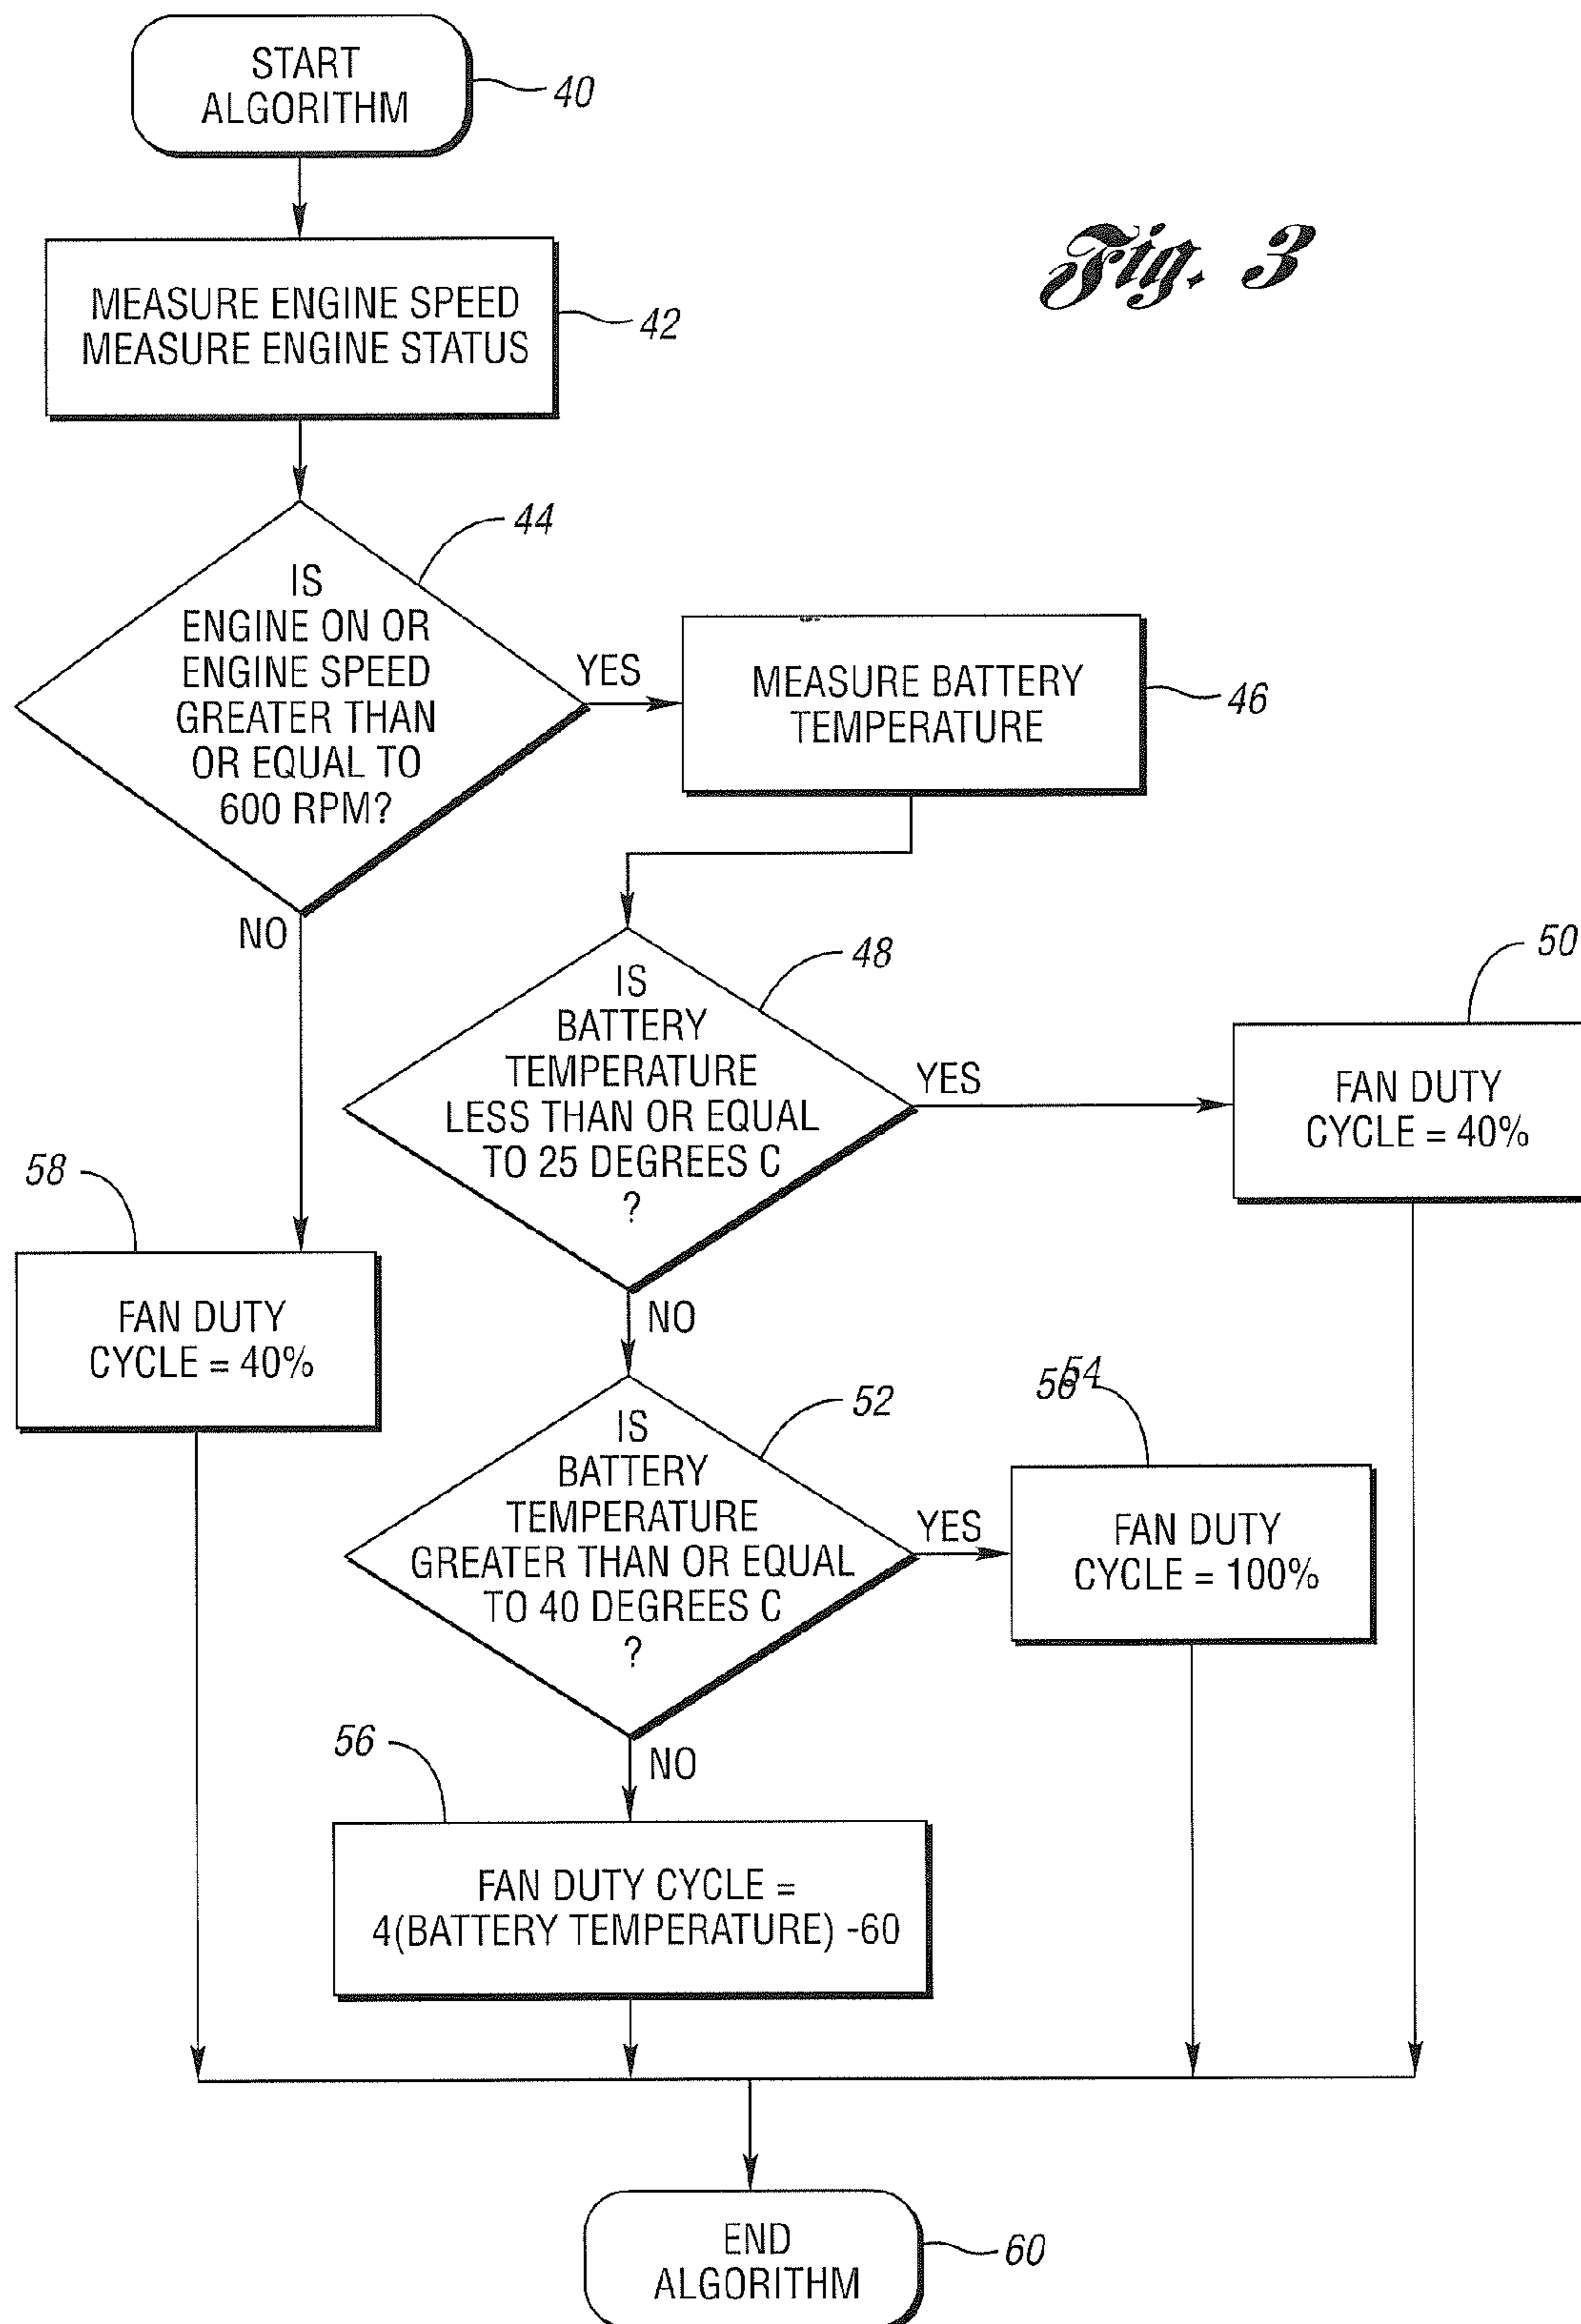 START
ALGORITHM
40
Fig. 3
MEASURE ENGINE SPEED
MEASURE ENGINE STATUS
42
44
IS
ENGINE ON OR
ENGINE SPEED
GREATER THAN
OR EQUAL TO
600 RPM?
YES
MEASURE BATTERY
TEMPERATURE
46
NO
48
IS
BATTERY
TEMPERATURE
LESS THAN OR EQUAL
TO 25 DEGREES C
?
YES
50
FAN DUTY
CYCLE = 40%
58
FAN DUTY
CYCLE = 40%
NO
52
IS
BATTERY
TEMPERATURE
GREATER THAN OR EQUAL
TO 40 DEGREES C
?
YES
56
54
FAN DUTY
CYCLE = 100%
NO
56
FAN DUTY CYCLE =
4(BATTERY TEMPERATURE) -60
END
ALGORITHM
60